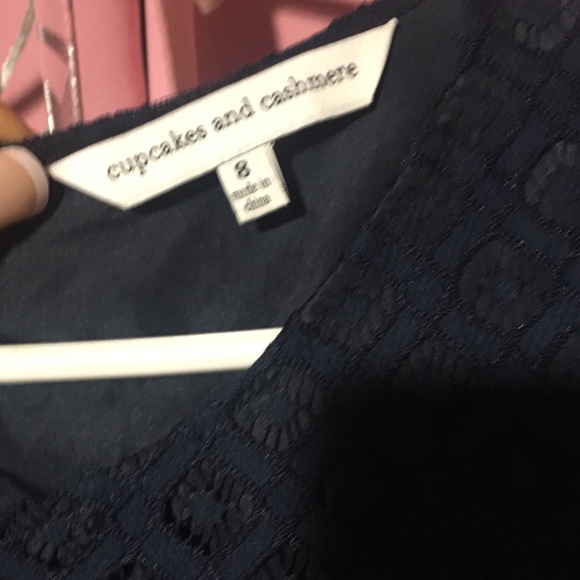 cupcakes and cashmere
8
made in
china